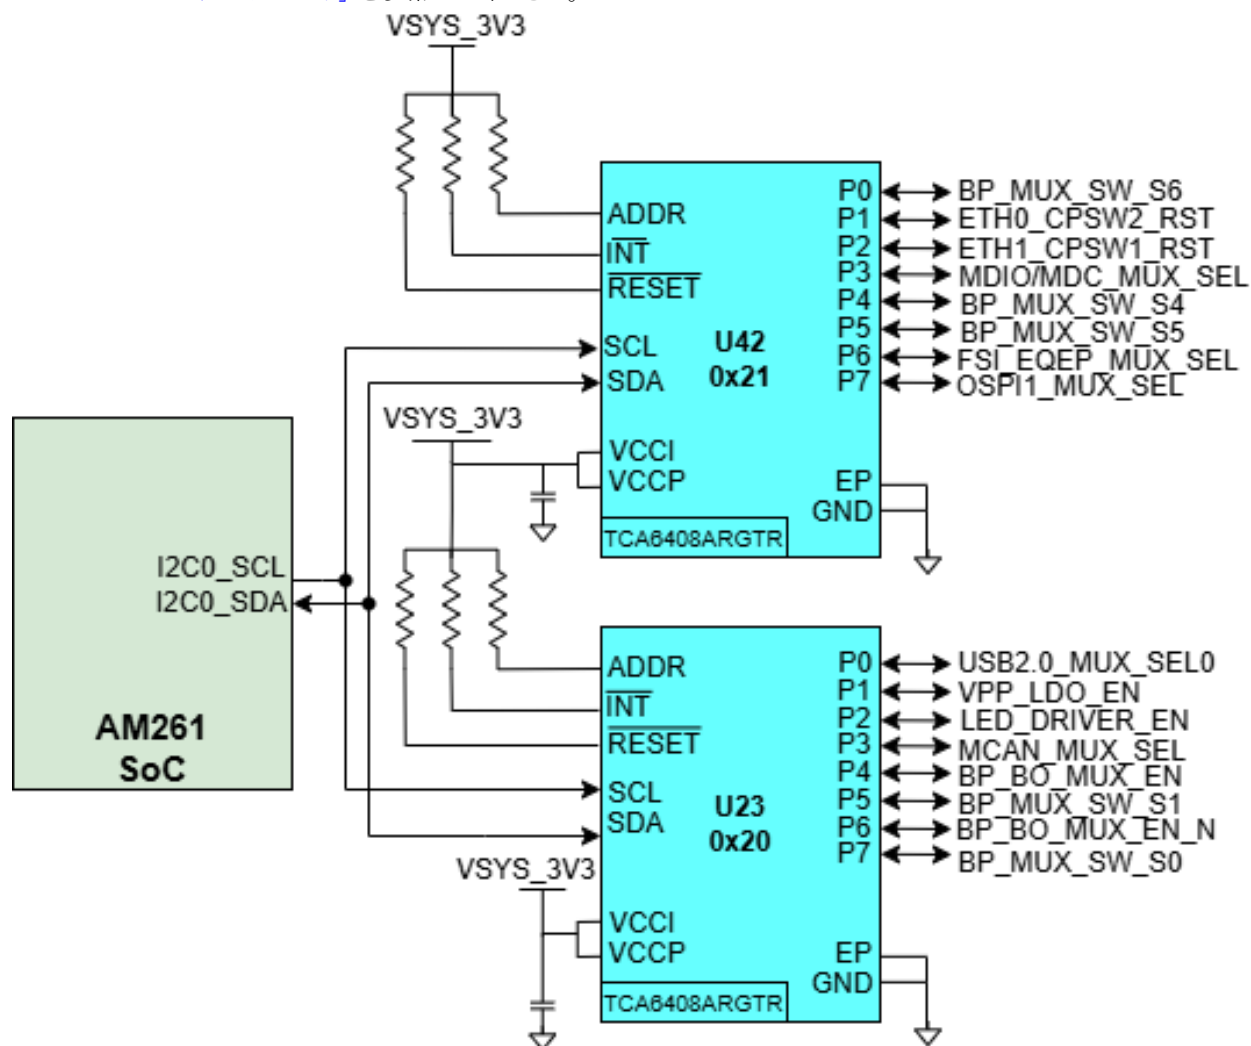 VSYS_3V3
ADDR
INT
RESET
SCL
SDA
U42
0x21
VCCI
VCCP
TCA6408ARGTR
P0
P1
P2
P3
P4
P5
P6
P7
EP
GND
BP_MUX_SW_S6
ETH0_CPSW2_RST
ETH1_CPSW1_RST
MDIO/MDC_MUX_SEL
BP_MUX_SW_S4
BP_MUX_SW_S5
FSI_EQEP_MUX_SEL
OSPI1_MUX_SEL
VSYS_3V3
I2C0_SCL
I2C0_SDA
AM261
SoC
ADDR
INT
RESET
SCL
SDA
U23
0x20
VSYS_3V3
VCCI
VCCP
TCA6408ARGTR
P0
P1
P2
P3
P4
P5
P6
P7
EP
GND
USB2.0_MUX_SEL0
VPP_LDO_EN
LED_DRIVER_EN
MCAN_MUX_SEL
BP_BO_MUX_EN
BP_MUX_SW_S1
BP_BO_MUX_EN_N
BP_MUX_SW_S0